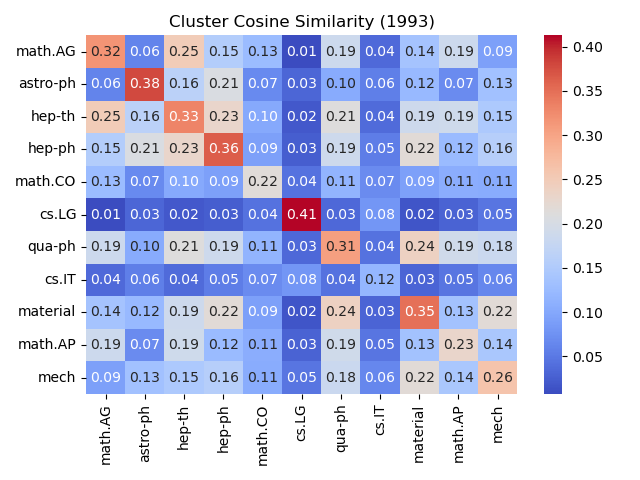 Cluster Cosine Similarity (1993)
math.AG 0.32 0.06 0.25 0.15 0.13 0.01 0.19 0.04 0.14 0.19 0.09
astro-ph 0.06 0.38 0.16 0.21 0.07 0.03 0.10 0.06 0.12 0.07 0.13
hep-th 0.25 0.16 0.33 0.23 0.10 0.02 0.21 0.04 0.19 0.19 0.15
hep-ph 0.15 0.21 0.23 0.36 0.09 0.03 0.19 0.05 0.22 0.12 0.16
math.CO 0.13 0.07 0.10 0.09 0.22 0.04 0.11 0.07 0.09 0.11 0.11
cs.LG 0.01 0.03 0.02 0.03 0.04 0.41 0.03 0.08 0.02 0.03 0.05
qua-ph 0.19 0.10 0.21 0.19 0.11 0.03 0.31 0.04 0.24 0.19 0.18
cs.IT 0.04 0.06 0.04 0.05 0.07 0.08 0.04 0.12 0.03 0.05 0.06
material 0.14 0.12 0.19 0.22 0.09 0.02 0.24 0.03 0.35 0.13 0.22
math.AP 0.19 0.07 0.19 0.12 0.11 0.03 0.19 0.05 0.13 0.23 0.14
mech 0.09 0.13 0.15 0.16 0.11 0.05 0.18 0.06 0.22 0.14 0.26
math.AG astro-ph hep-th hep-ph math.CO cs.LG qua-ph cs.IT material math.AP mech
0.40
0.35
0.30
0.25
0.20
0.15
0.10
0.05